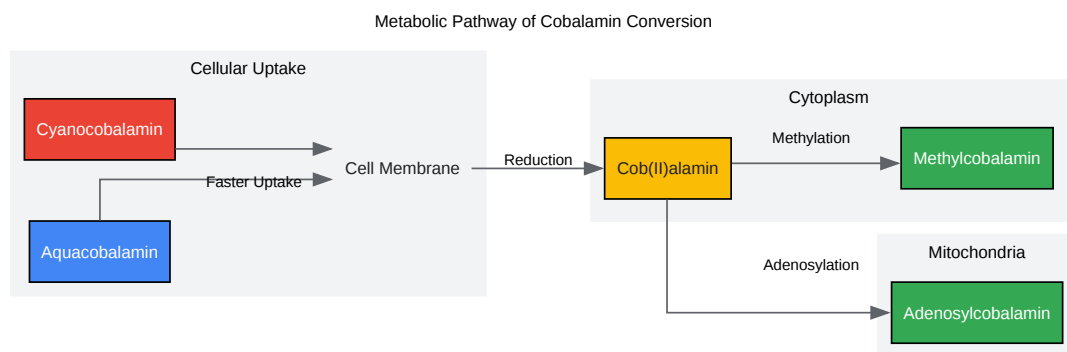 Metabolic Pathway of Cobalamin Conversion
Cellular Uptake
Cyanocobalamin
Faster Uptake
Aquacobalamin
Cell Membrane
Reduction
Cytoplasm
Cob(II)alamin
Methylation
Methylcobalamin
Adenosylation
Mitochondria
Adenosylcobalamin